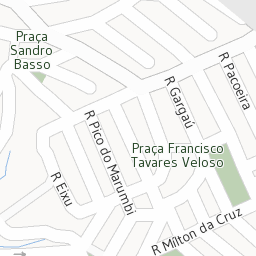 Praça
Sandro
Basso
R Pacoeira
R Gargaú
R Pico do Marumbi
Praça Francisco
Tavares Veloso
R Eixu
R Milton da Cruz